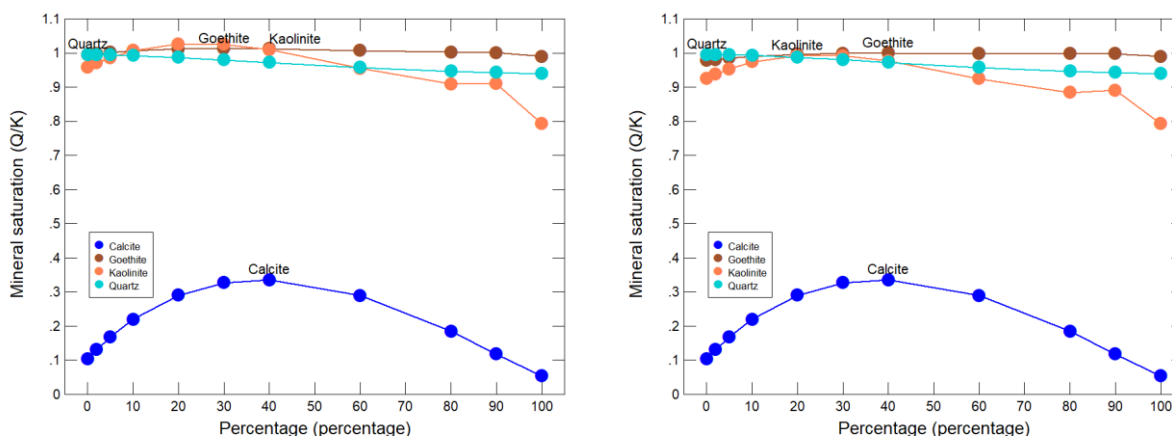 1.1
1
.9
.8
.7
.6
.5
.4
.3
.2
.1
0
Mineral saturation (Q/K)
Quartz
Goethite
Kaolinite
Calcite
Calcite
Goethite
Kaolinite
Quartz
0 10 20 30 40 50 60 70 80 90 100
Percentage (percentage)
1.1
1
.9
.8
.7
.6
.5
.4
.3
.2
.1
0
Mineral saturation (Q/K)
Quartz
Kaolinite
Goethite
Calcite
Calcite
Goethite
Kaolinite
Quartz
0 10 20 30 40 50 60 70 80 90 100
Percentage (percentage)